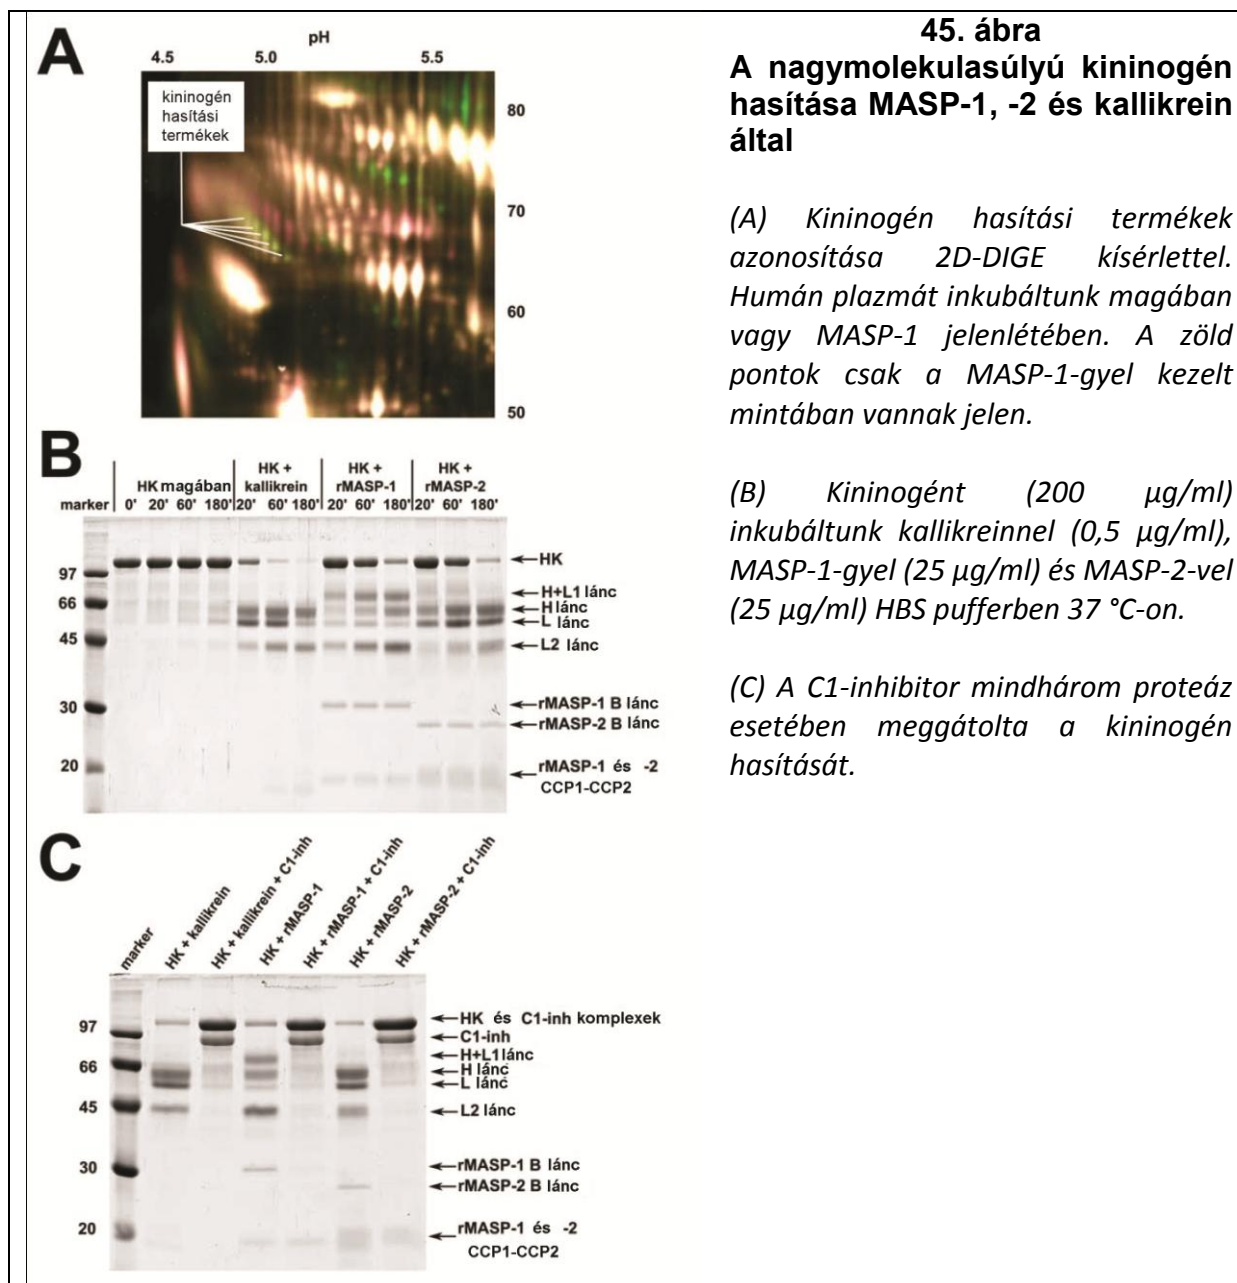 A
pH
4.5 5.0 5.5
kininogén
hasítási
termékek
80
70
60
50
B
HK magában
HK +
kallikrein
HK +
rMASP-1
HK +
rMASP-2
marker 0' 20' 60' 180' 20' 60' 180' 20' 60' 180' 20' 60' 180'
97
66
45
30
20
HK
H+L1 lánc
H lánc
L lánc
L2 lánc
rMASP-1 B lánc
rMASP-2 B lánc
rMASP-1 és -2
CCP1-CCP2
C
marker
HK + kallikrein
HK + kallikrein + C1-inh
HK + rMASP-1
HK + rMASP-1 + C1-inh
HK + rMASP-2
HK + rMASP-2 + C1-inh
97
66
45
30
20
HK és C1-inh komplexek
C1-inh
H+L1 lánc
H lánc
L lánc
L2 lánc
rMASP-1 B lánc
rMASP-2 B lánc
rMASP-1 és -2
CCP1-CCP2
45. ábra
A nagymolekulasúlyú kininogén
hasítása MASP-1, -2 és kallikrein
által
(A) Kininogén hasítási termékek
azonosítása 2D-DIGE kísérlettel.
Humán plazmát inkubáltunk magában
vagy MASP-1 jelenlétében. A zöld
pontok csak a MASP-1-gyel kezelt
mintában vannak jelen.
(B) Kininogént (200 µg/ml)
inkubáltunk kallikreinnel (0,5 µg/ml),
MASP-1-gyel (25 µg/ml) és MASP-2-vel
(25 µg/ml) HBS pufferben 37 °C-on.
(C) A C1-inhibitor mindhárom proteáz
esetében meggátolta a kininogén
hasítását.